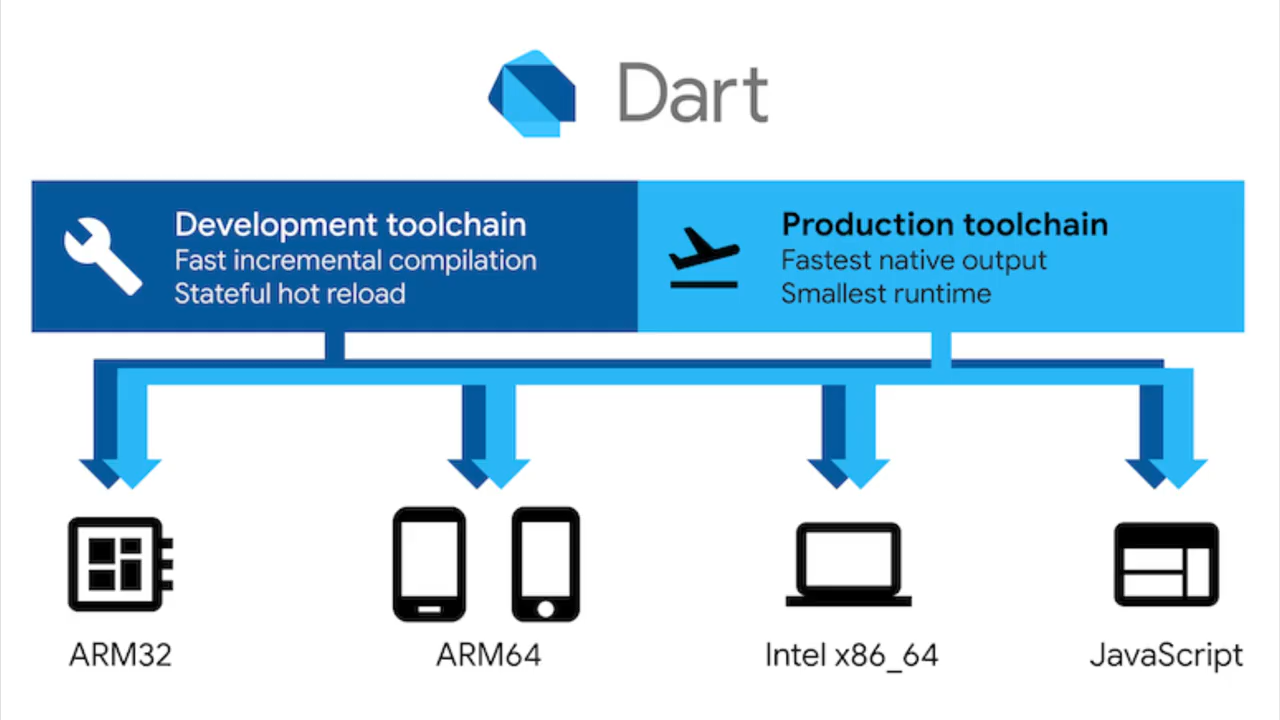 Dart
Development toolchain
Fast incremental compilation
Stateful hot reload
Production toolchain
Fastest native output
Smallest runtime
ARM32
ARM64
Intel x86_64
JavaScript